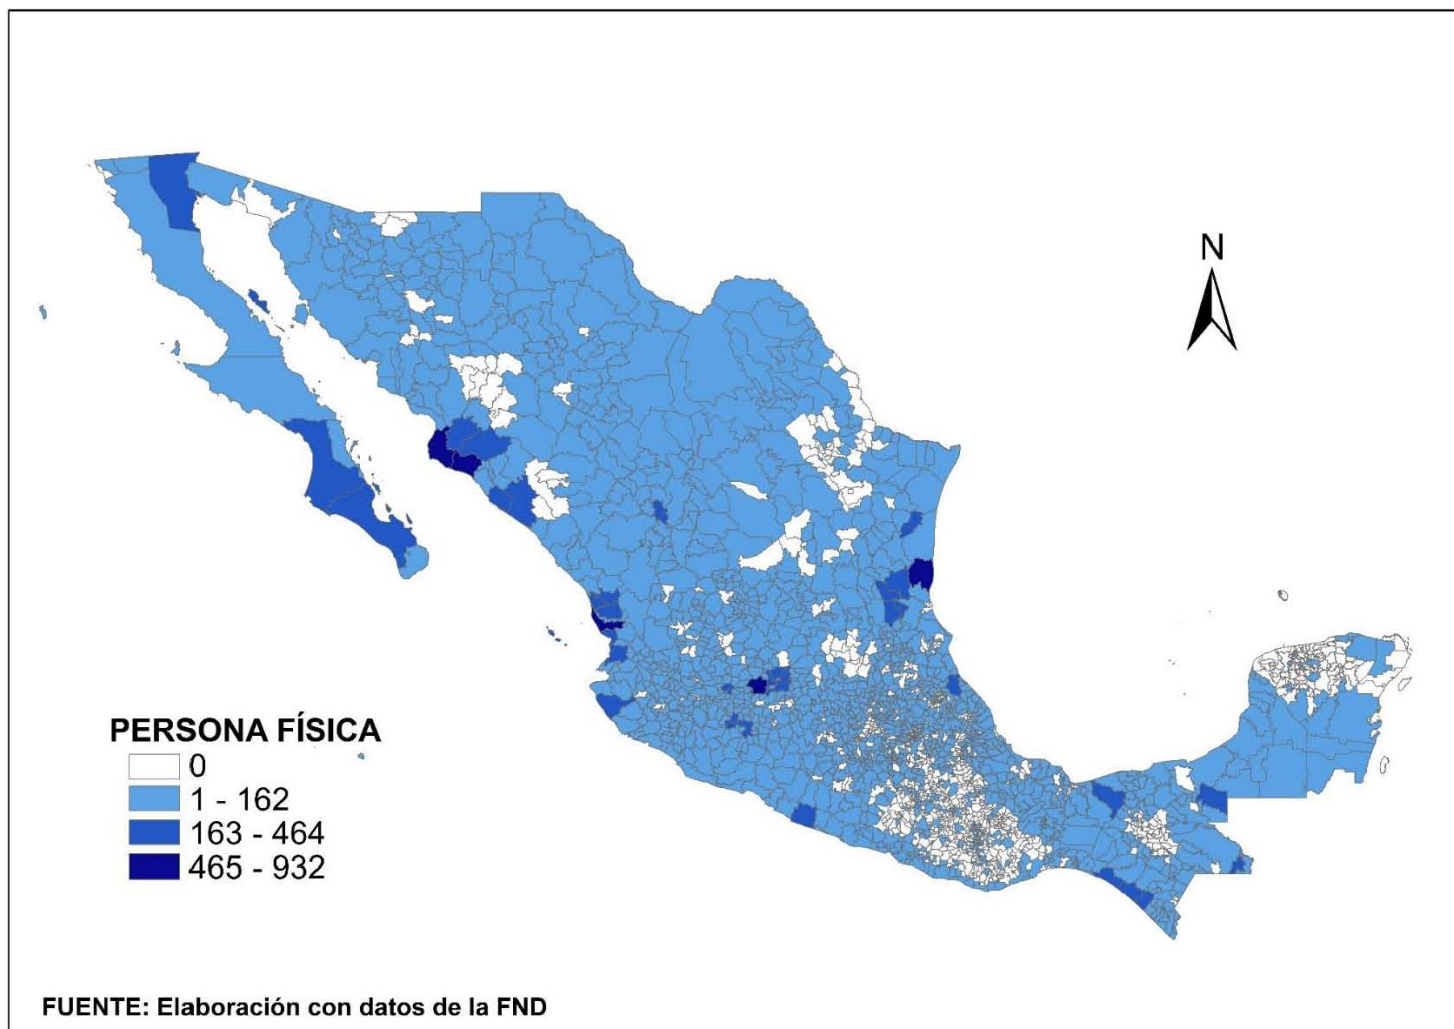 N
PERSONA FÍSICA
0
1 - 162
163 - 464
465 - 932
FUENTE: Elaboración con datos de la FND